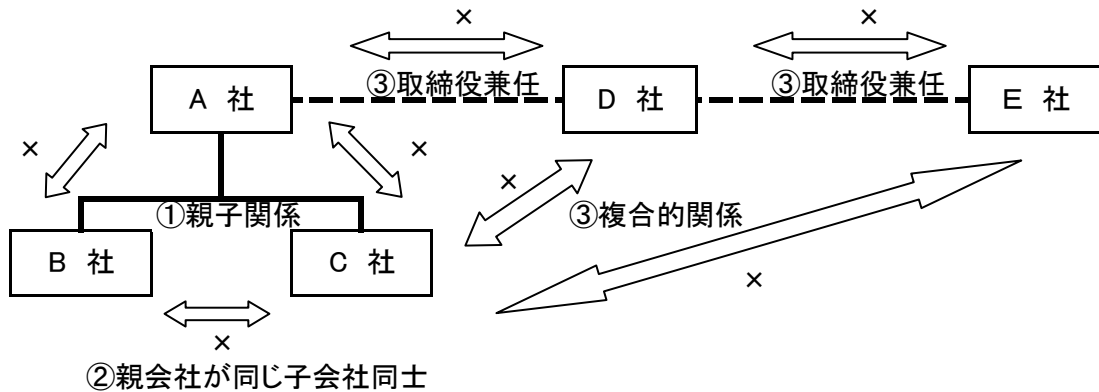 × ×
③取締役兼任 ③取締役兼任
A 社 D 社 E 社
× × ×
①親子関係 ③複合的関係
B 社 C 社
×
×
②親会社が同じ子会社同士